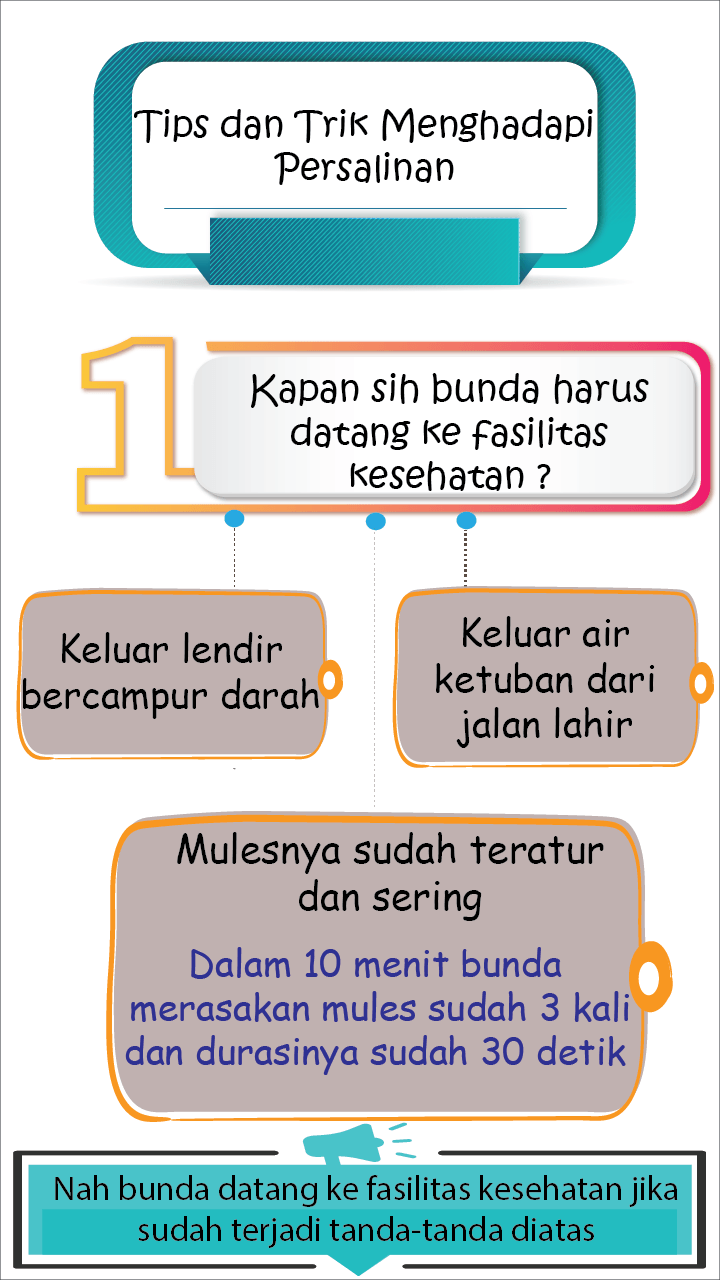 Tips dan Trik Menghadapi
Persalinan
1
Kapan sih bunda harus
datang ke fasilitas
kesehatan ?
Keluar lendir
bercampur darah
Keluar air
ketuban dari
jalan lahir
Mulesnya sudah teratur
dan sering
Dalam 10 menit bunda
merasakan mules sudah 3 kali
dan durasinya sudah 30 detik
Nah bunda datang ke fasilitas kesehatan jika
sudah terjadi tanda-tanda diatas